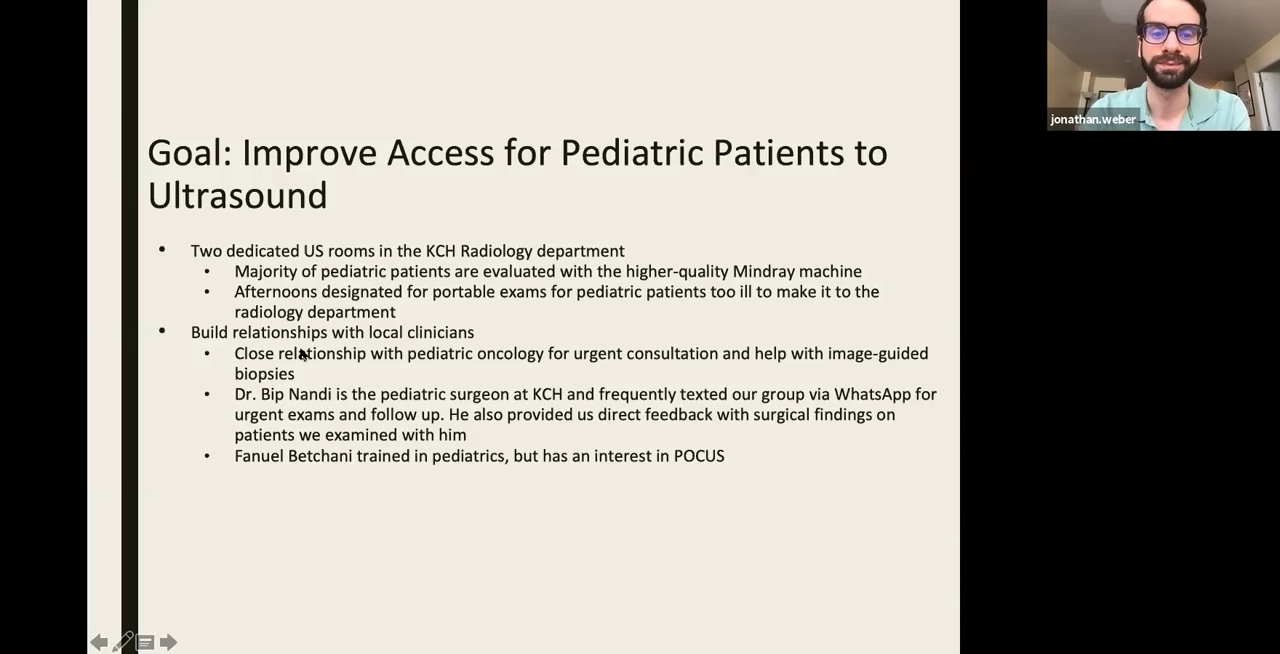 jonathan.weber
Goal: Improve Access for Pediatric Patients to
Ultrasound
• Two dedicated US rooms in the KCH Radiology department
• Majority of pediatric patients are evaluated with the higher-quality Mindray machine
• Afternoons designated for portable exams for pediatric patients too ill to make it to the
radiology department
• Build relationships with local clinicians
• Close relationship with pediatric oncology for urgent consultation and help with image-guided
biopsies
• Dr. Bip Nandi is the pediatric surgeon at KCH and frequently texted our group via WhatsApp for
urgent exams and follow up. He also provided us direct feedback with surgical findings on
patients we examined with him
• Fanuel Betchani trained in pediatrics, but has an interest in POCUS